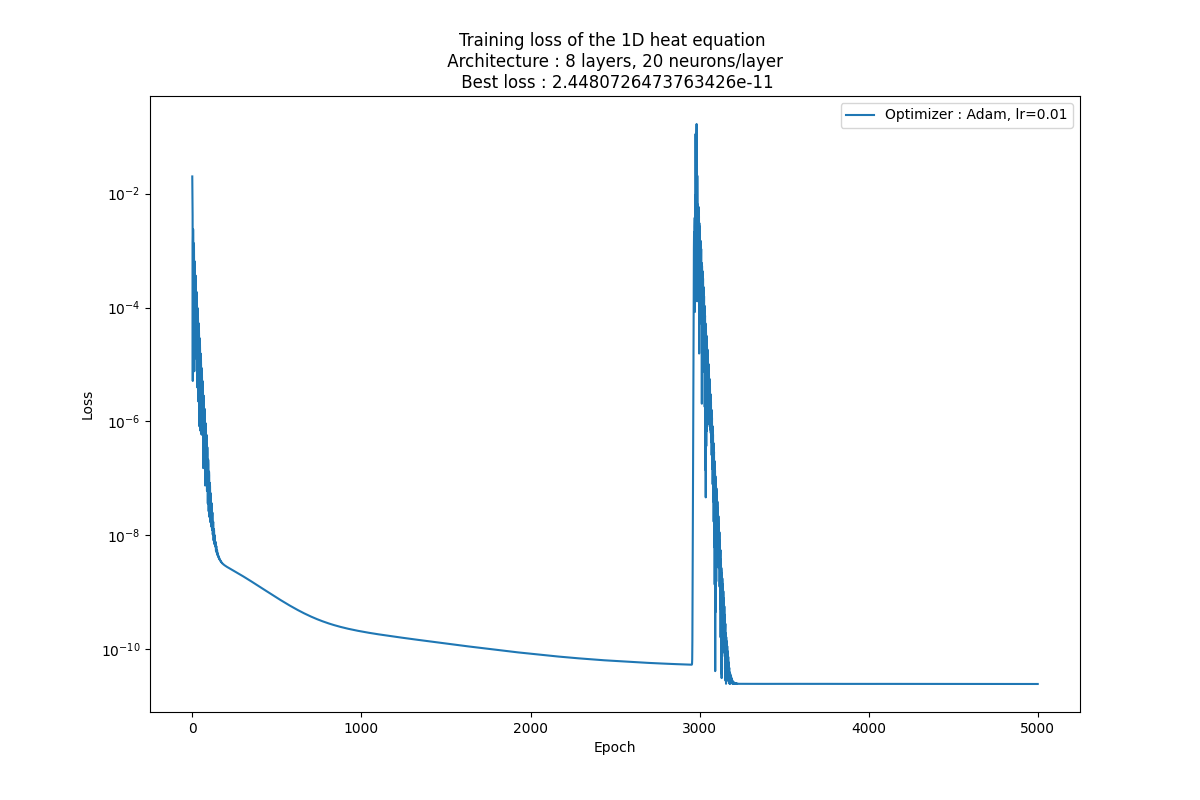 Training loss of the 1D heat equation
Architecture : 8 layers, 20 neurons/layer
Best loss : 2.4480726473763426e-11
Optimizer : Adam, lr=0.01
10⁻²
10⁻⁴
10⁻⁶
10⁻⁸
10⁻¹⁰
Loss
0 1000 2000 3000 4000 5000
Epoch